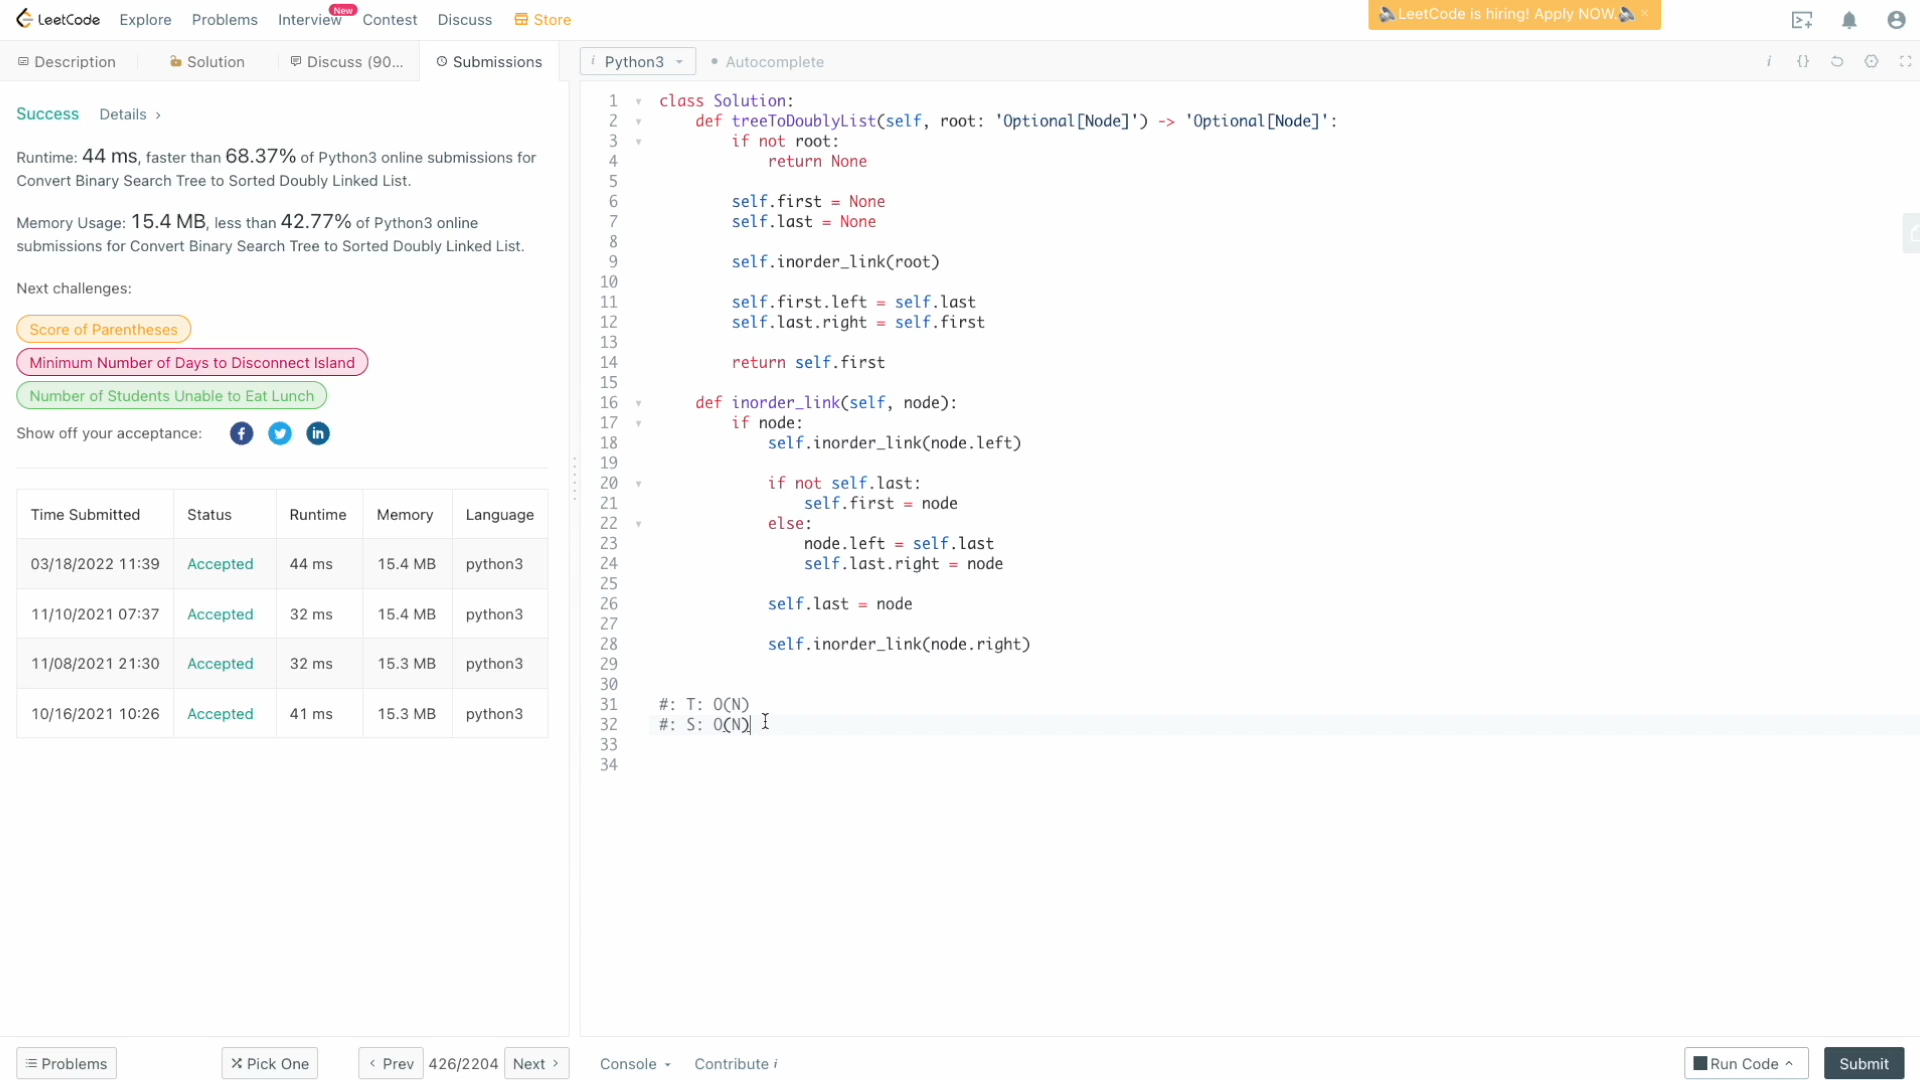 LeetCode Explore Problems Interview New Contest Discuss Store
LeetCode is hiring! Apply NOW. ×
Description Solution Discuss (90... Submissions
i Python3 • Autocomplete i {}
Success Details ›
Runtime: 44 ms, faster than 68.37% of Python3 online submissions for
Convert Binary Search Tree to Sorted Doubly Linked List.
Memory Usage: 15.4 MB, less than 42.77% of Python3 online
submissions for Convert Binary Search Tree to Sorted Doubly Linked List.
Next challenges:
Score of Parentheses
Minimum Number of Days to Disconnect Island
Number of Students Unable to Eat Lunch
Show off your acceptance: f in
Time Submitted Status Runtime Memory Language
03/18/2022 11:39 Accepted 44 ms 15.4 MB python3
11/10/2021 07:37 Accepted 32 ms 15.4 MB python3
11/08/2021 21:30 Accepted 32 ms 15.3 MB python3
10/16/2021 10:26 Accepted 41 ms 15.3 MB python3
1 class Solution:
2 def treeToDoublyList(self, root: 'Optional[Node]') -> 'Optional[Node]':
3 if not root:
4 return None
5
6 self.first = None
7 self.last = None
8
9 self.inorder_link(root)
10
11 self.first.left = self.last
12 self.last.right = self.first
13
14 return self.first
15
16 def inorder_link(self, node):
17 if node:
18 self.inorder_link(node.left)
19
20 if not self.last:
21 self.first = node
22 else:
23 node.left = self.last
24 self.last.right = node
25
26 self.last = node
27
28 self.inorder_link(node.right)
29
30
31 #: T: O(N)
32 #: S: O(N)
33
34
Problems Pick One ‹ Prev 426/2204 Next › Console Contribute i Run Code Submit